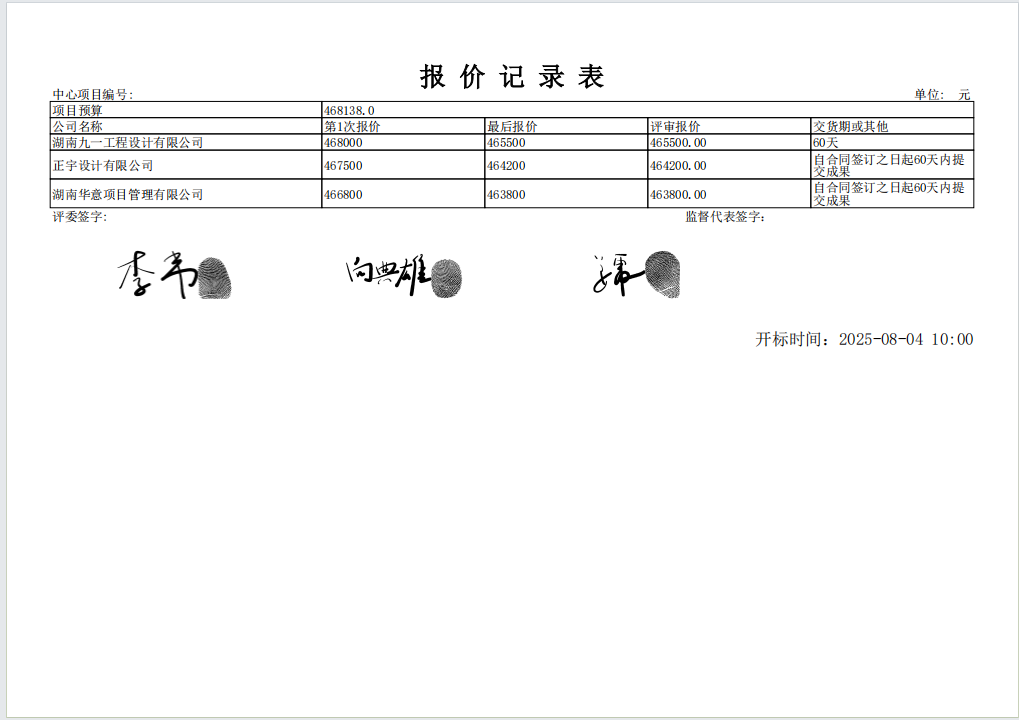 报价记录表
中心项目编号: 单位: 元
项目预算 468138.0
公司名称 第1次报价 最后报价 评审报价 交货期或其他
湖南九一工程设计有限公司 468000 465500 465500.00 60天
正宇设计有限公司 467500 464200 464200.00 自合同签订之日起60天内提
交成果
湖南华意项目管理有限公司 466800 463800 463800.00 自合同签订之日起60天内提
交成果
评委签字: 监督代表签字:
李 向典雄
开标时间: 2025-08-04 10:00